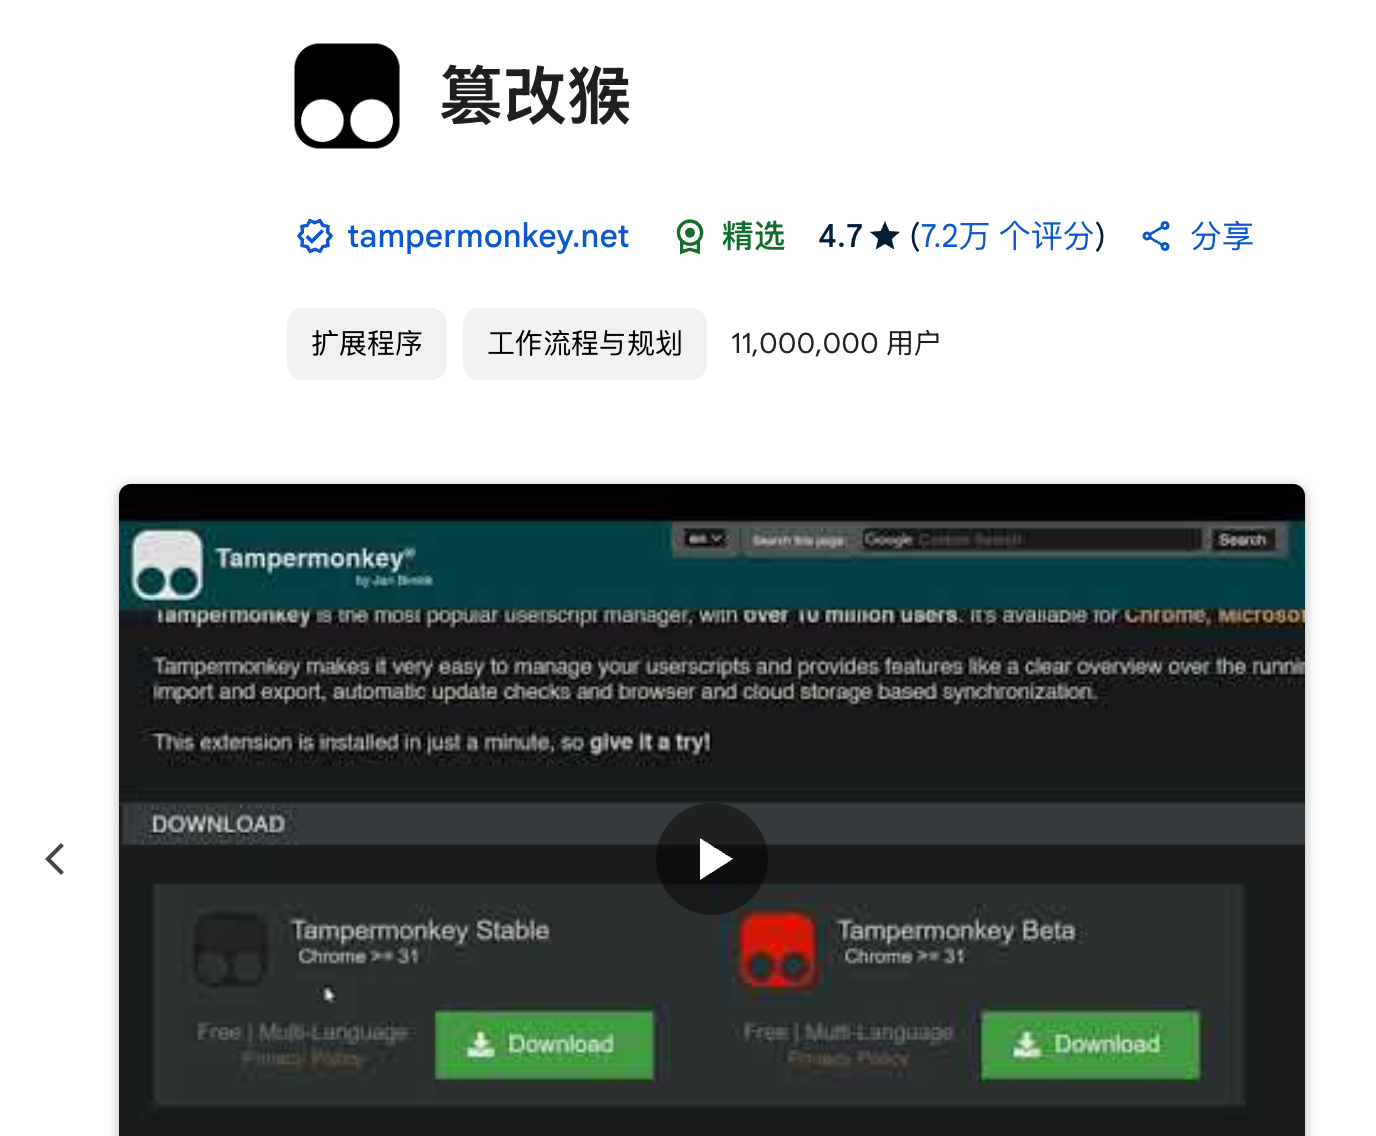 篡改猴
tampermonkey.net 精选 4.7 ★ (7.2万 个评分) 分享
扩展程序 工作流程与规划 11,000,000 用户
Tampermonkey®
by Jan Biniok
Search this page Google Custom Search Search
Tampermonkey is the most popular userscript manager, with over 10 million users. It's available for Chrome, Microsof
Tampermonkey makes it very easy to manage your userscripts and provides features like a clear overview over the runnin
import and export, automatic update checks and browser and cloud storage based synchronization.
This extension is installed in just a minute, so give it a try!
DOWNLOAD
Tampermonkey Stable
Chrome >= 31
Free | Multi-Language
Privacy Policy
Download
Tampermonkey Beta
Chrome >= 31
Free | Multi-Language
Privacy Policy
Download